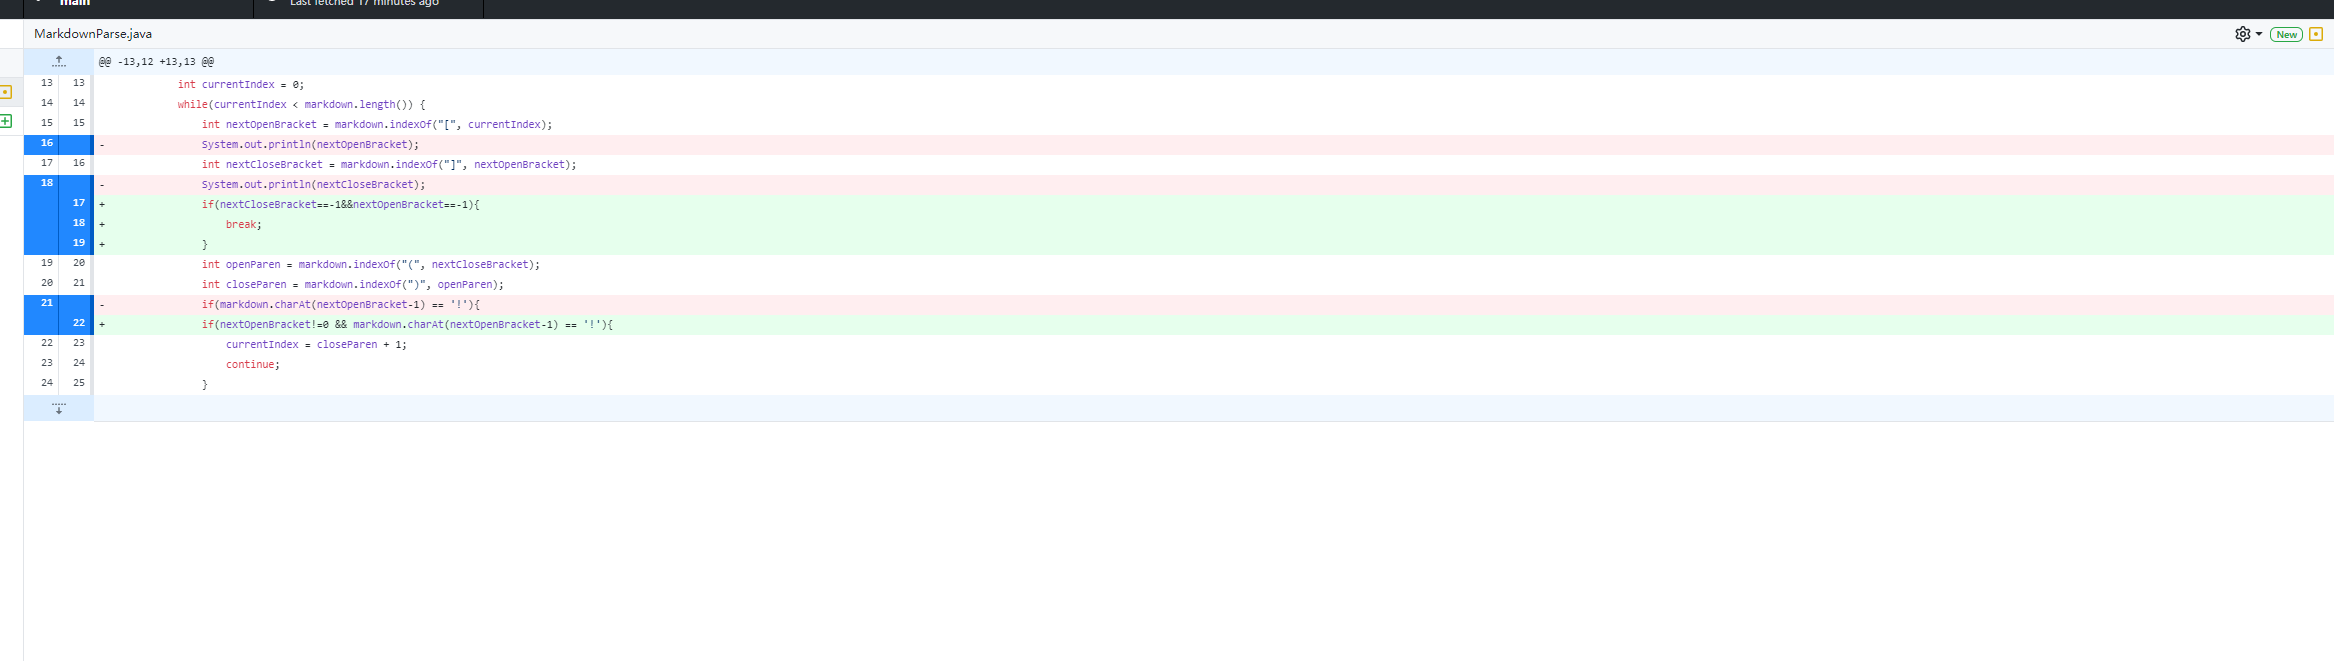 main
Last fetched 17 minutes ago
MarkdownParse.java
New
@@ -13,12 +13,13 @@
13 13 int currentIndex = 0;
14 14 while(currentIndex < markdown.length()) {
15 15 int nextOpenBracket = markdown.indexOf("[", currentIndex);
16 - System.out.println(nextOpenBracket);
17 16 int nextCloseBracket = markdown.indexOf("]", nextOpenBracket);
18 - System.out.println(nextCloseBracket);
17 + if(nextCloseBracket==-1&&nextOpenBracket==-1){
18 + break;
19 + }
19 20 int openParen = markdown.indexOf("(", nextCloseBracket);
20 21 int closeParen = markdown.indexOf(")", openParen);
21 - if(markdown.charAt(nextOpenBracket-1) == '!'){
22 + if(nextOpenBracket!=0 && markdown.charAt(nextOpenBracket-1) == '!'){
22 23 currentIndex = closeParen + 1;
23 24 continue;
24 25 }